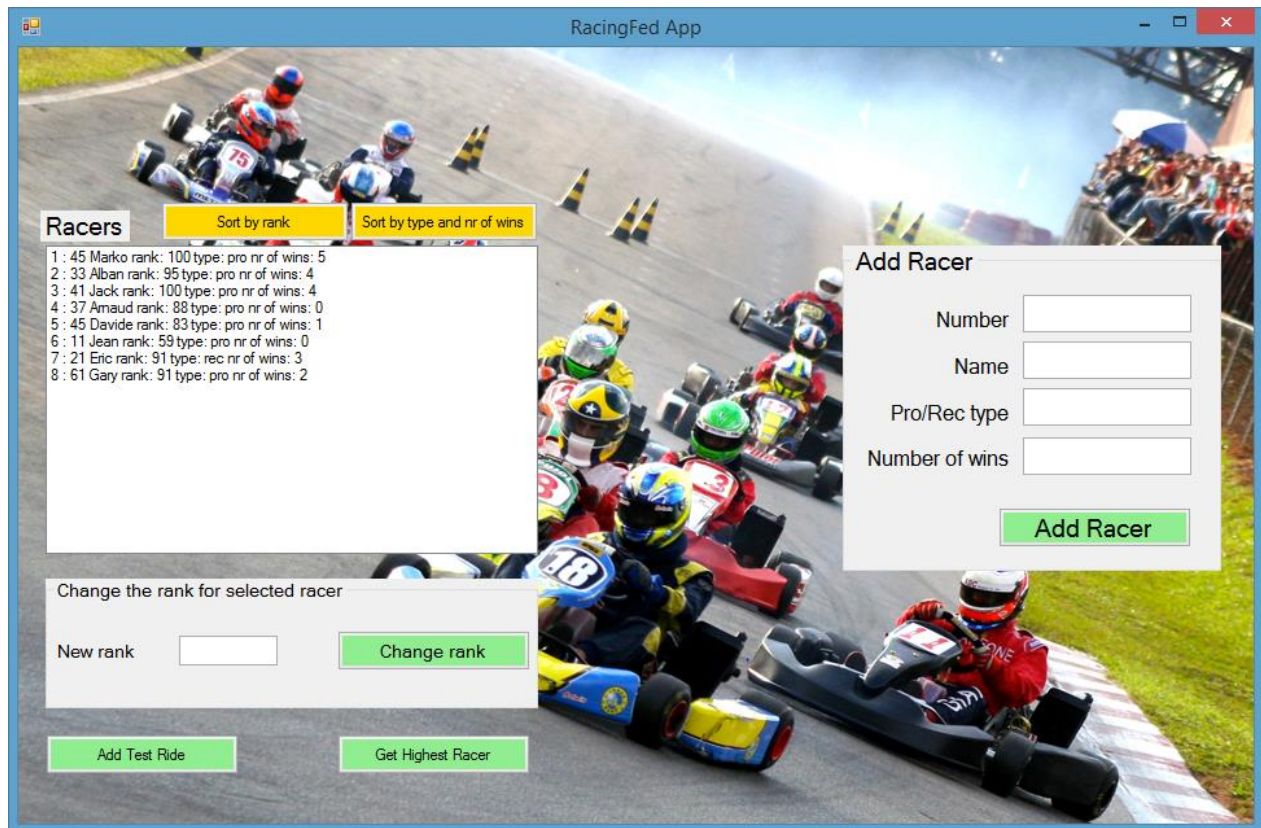 RacingFed App
75
Racers
Sort by rank
Sort by type and nr of wins
1 : 45 Marko rank: 100 type: pro nr of wins: 5
2 : 33 Alban rank: 95 type: pro nr of wins: 4
3 : 41 Jack rank: 100 type: pro nr of wins: 4
4 : 37 Arnaud rank: 88 type: pro nr of wins: 0
5 : 45 Davide rank: 83 type: pro nr of wins: 1
6 : 11 Jean rank: 59 type: pro nr of wins: 0
7 : 21 Eric rank: 91 type: rec nr of wins: 3
8 : 61 Gary rank: 91 type: pro nr of wins: 2
Add Racer
Number
Name
Pro/Rec type
Number of wins
Add Racer
3
8
18
11
Change the rank for selected racer
New rank
Change rank
Add Test Ride
Get Highest Racer